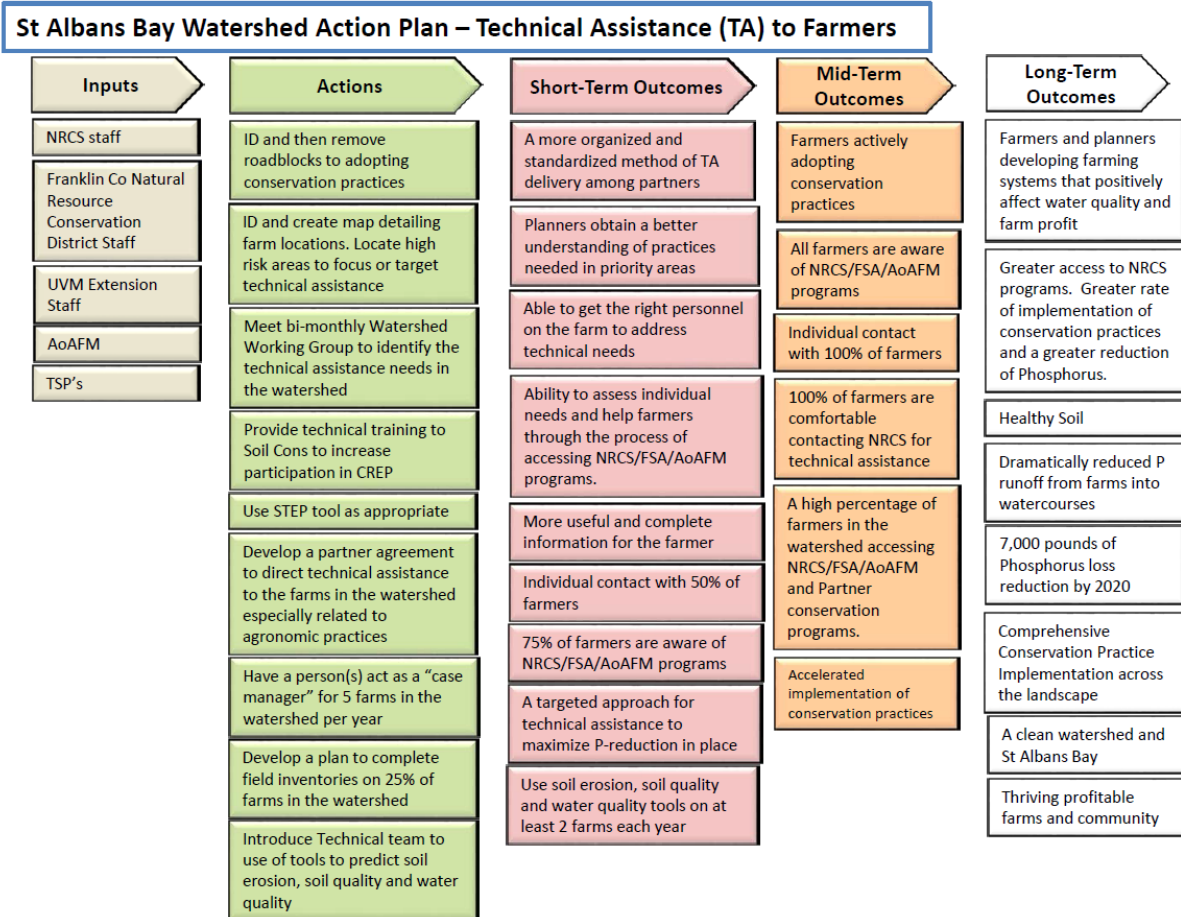 St Albans Bay Watershed Action Plan – Technical Assistance (TA) to Farmers
Inputs
NRCS staff
Franklin Co Natural
Resource
Conservation
District Staff
UVM Extension
Staff
AoAFM
TSP's
Actions
ID and then remove
roadblocks to adopting
conservation practices
ID and create map detailing
farm locations. Locate high
risk areas to focus or target
technical assistance
Meet bi-monthly Watershed
Working Group to identify the
technical assistance needs in
the watershed
Provide technical training to
Soil Cons to increase
participation in CREP
Use STEP tool as appropriate
Develop a partner agreement
to direct technical assistance
to the farms in the watershed
especially related to
agronomic practices
Have a person(s) act as a “case
manager” for 5 farms in the
watershed per year
Develop a plan to complete
field inventories on 25% of
farms in the watershed
Introduce Technical team to
use of tools to predict soil
erosion, soil quality and water
quality
Short-Term Outcomes
A more organized and
standardized method of TA
delivery among partners
Planners obtain a better
understanding of practices
needed in priority areas
Able to get the right personnel
on the farm to address
technical needs
Ability to assess individual
needs and help farmers
through the process of
accessing NRCS/FSA/AoAFM
programs.
More useful and complete
information for the farmer
Individual contact with 50% of
farmers
75% of farmers are aware of
NRCS/FSA/AoAFM programs
A targeted approach for
technical assistance to
maximize P-reduction in place
Use soil erosion, soil quality
and water quality tools on at
least 2 farms each year
Mid-Term
Outcomes
Farmers actively
adopting
conservation
practices
All farmers are aware
of NRCS/FSA/AoAFM
programs
Individual contact
with 100% of farmers
100% of farmers are
comfortable
contacting NRCS for
technical assistance
A high percentage of
farmers in the
watershed accessing
NRCS/FSA/AoAFM
and Partner
conservation
programs.
Accelerated
implementation of
conservation practices
Long-Term
Outcomes
Farmers and planners
developing farming
systems that positively
affect water quality and
farm profit
Greater access to NRCS
programs. Greater rate
of implementation of
conservation practices
and a greater reduction
of Phosphorus.
Healthy Soil
Dramatically reduced P
runoff from farms into
watercourses
7,000 pounds of
Phosphorus loss
reduction by 2020
Comprehensive
Conservation Practice
Implementation across
the landscape
A clean watershed and
St Albans Bay
Thriving profitable
farms and community